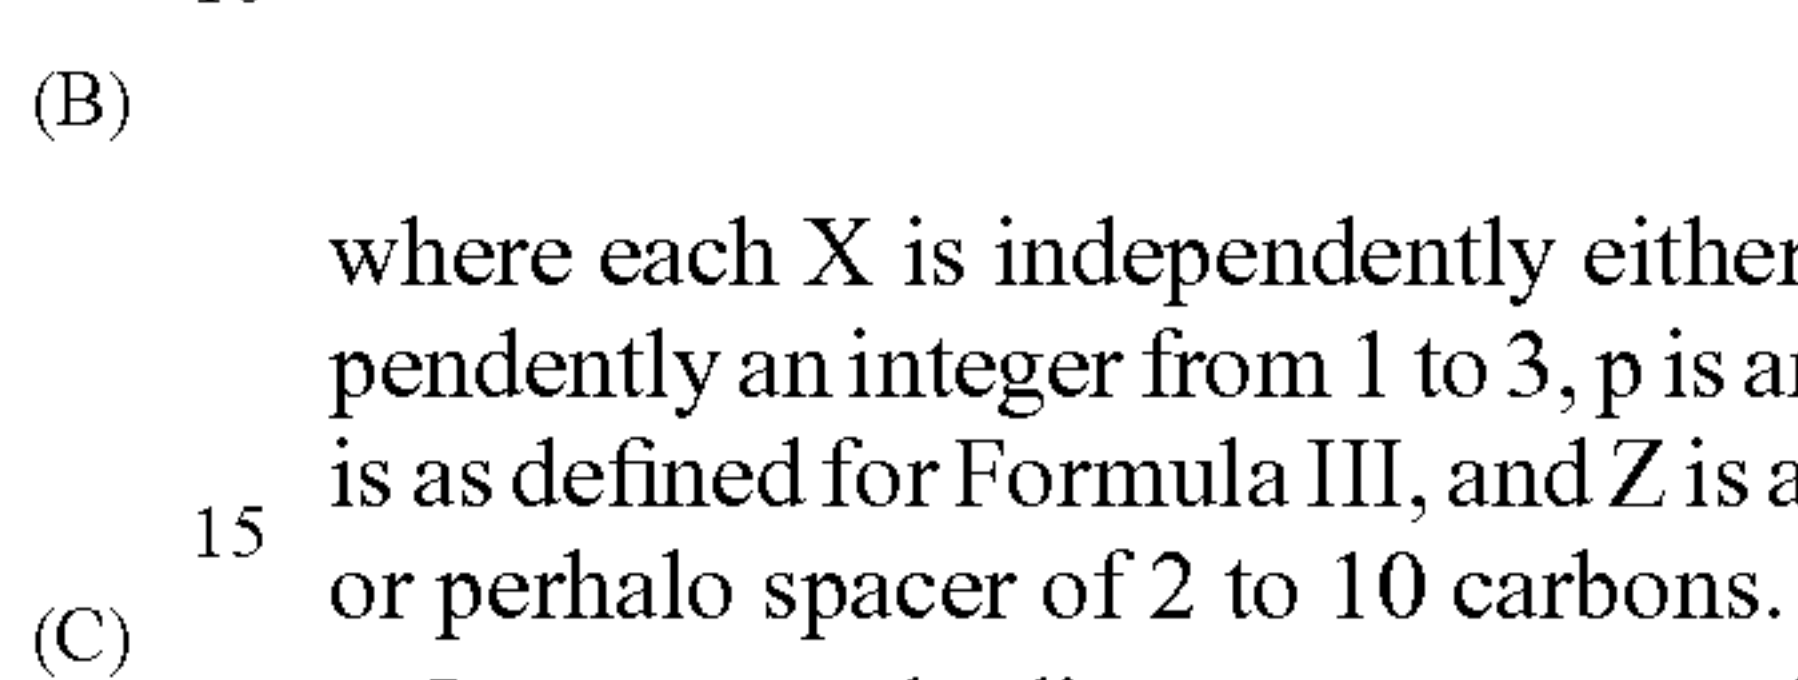 (B)
where each X is independently either
pendently an integer from 1 to 3, p is
is as defined for Formula III, and Z is a
15
or perhalo spacer of 2 to 10 carbons.
(C)